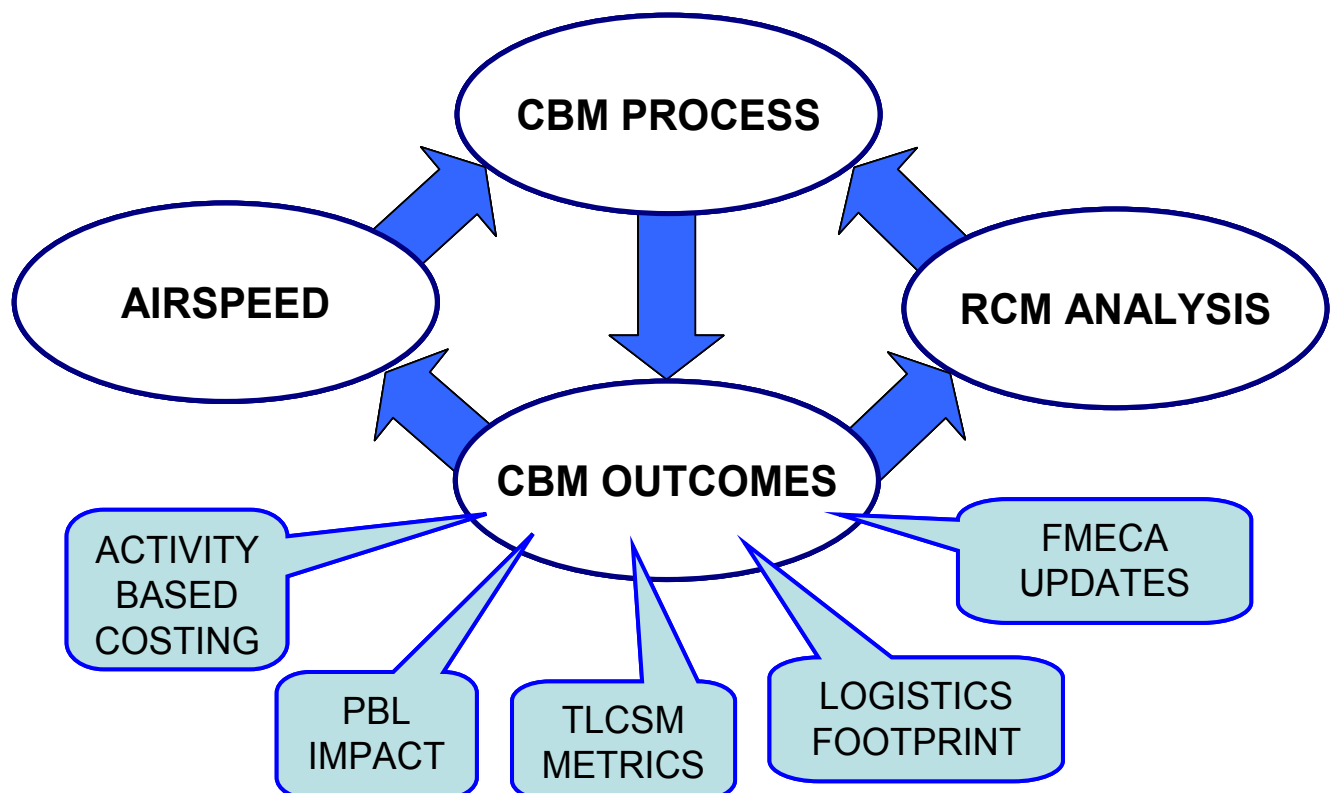 CBM PROCESS
AIRSPEED
RCM ANALYSIS
CBM OUTCOMES
ACTIVITY
BASED
COSTING
PBL
IMPACT
TLCSM
METRICS
LOGISTICS
FOOTPRINT
FMECA
UPDATES